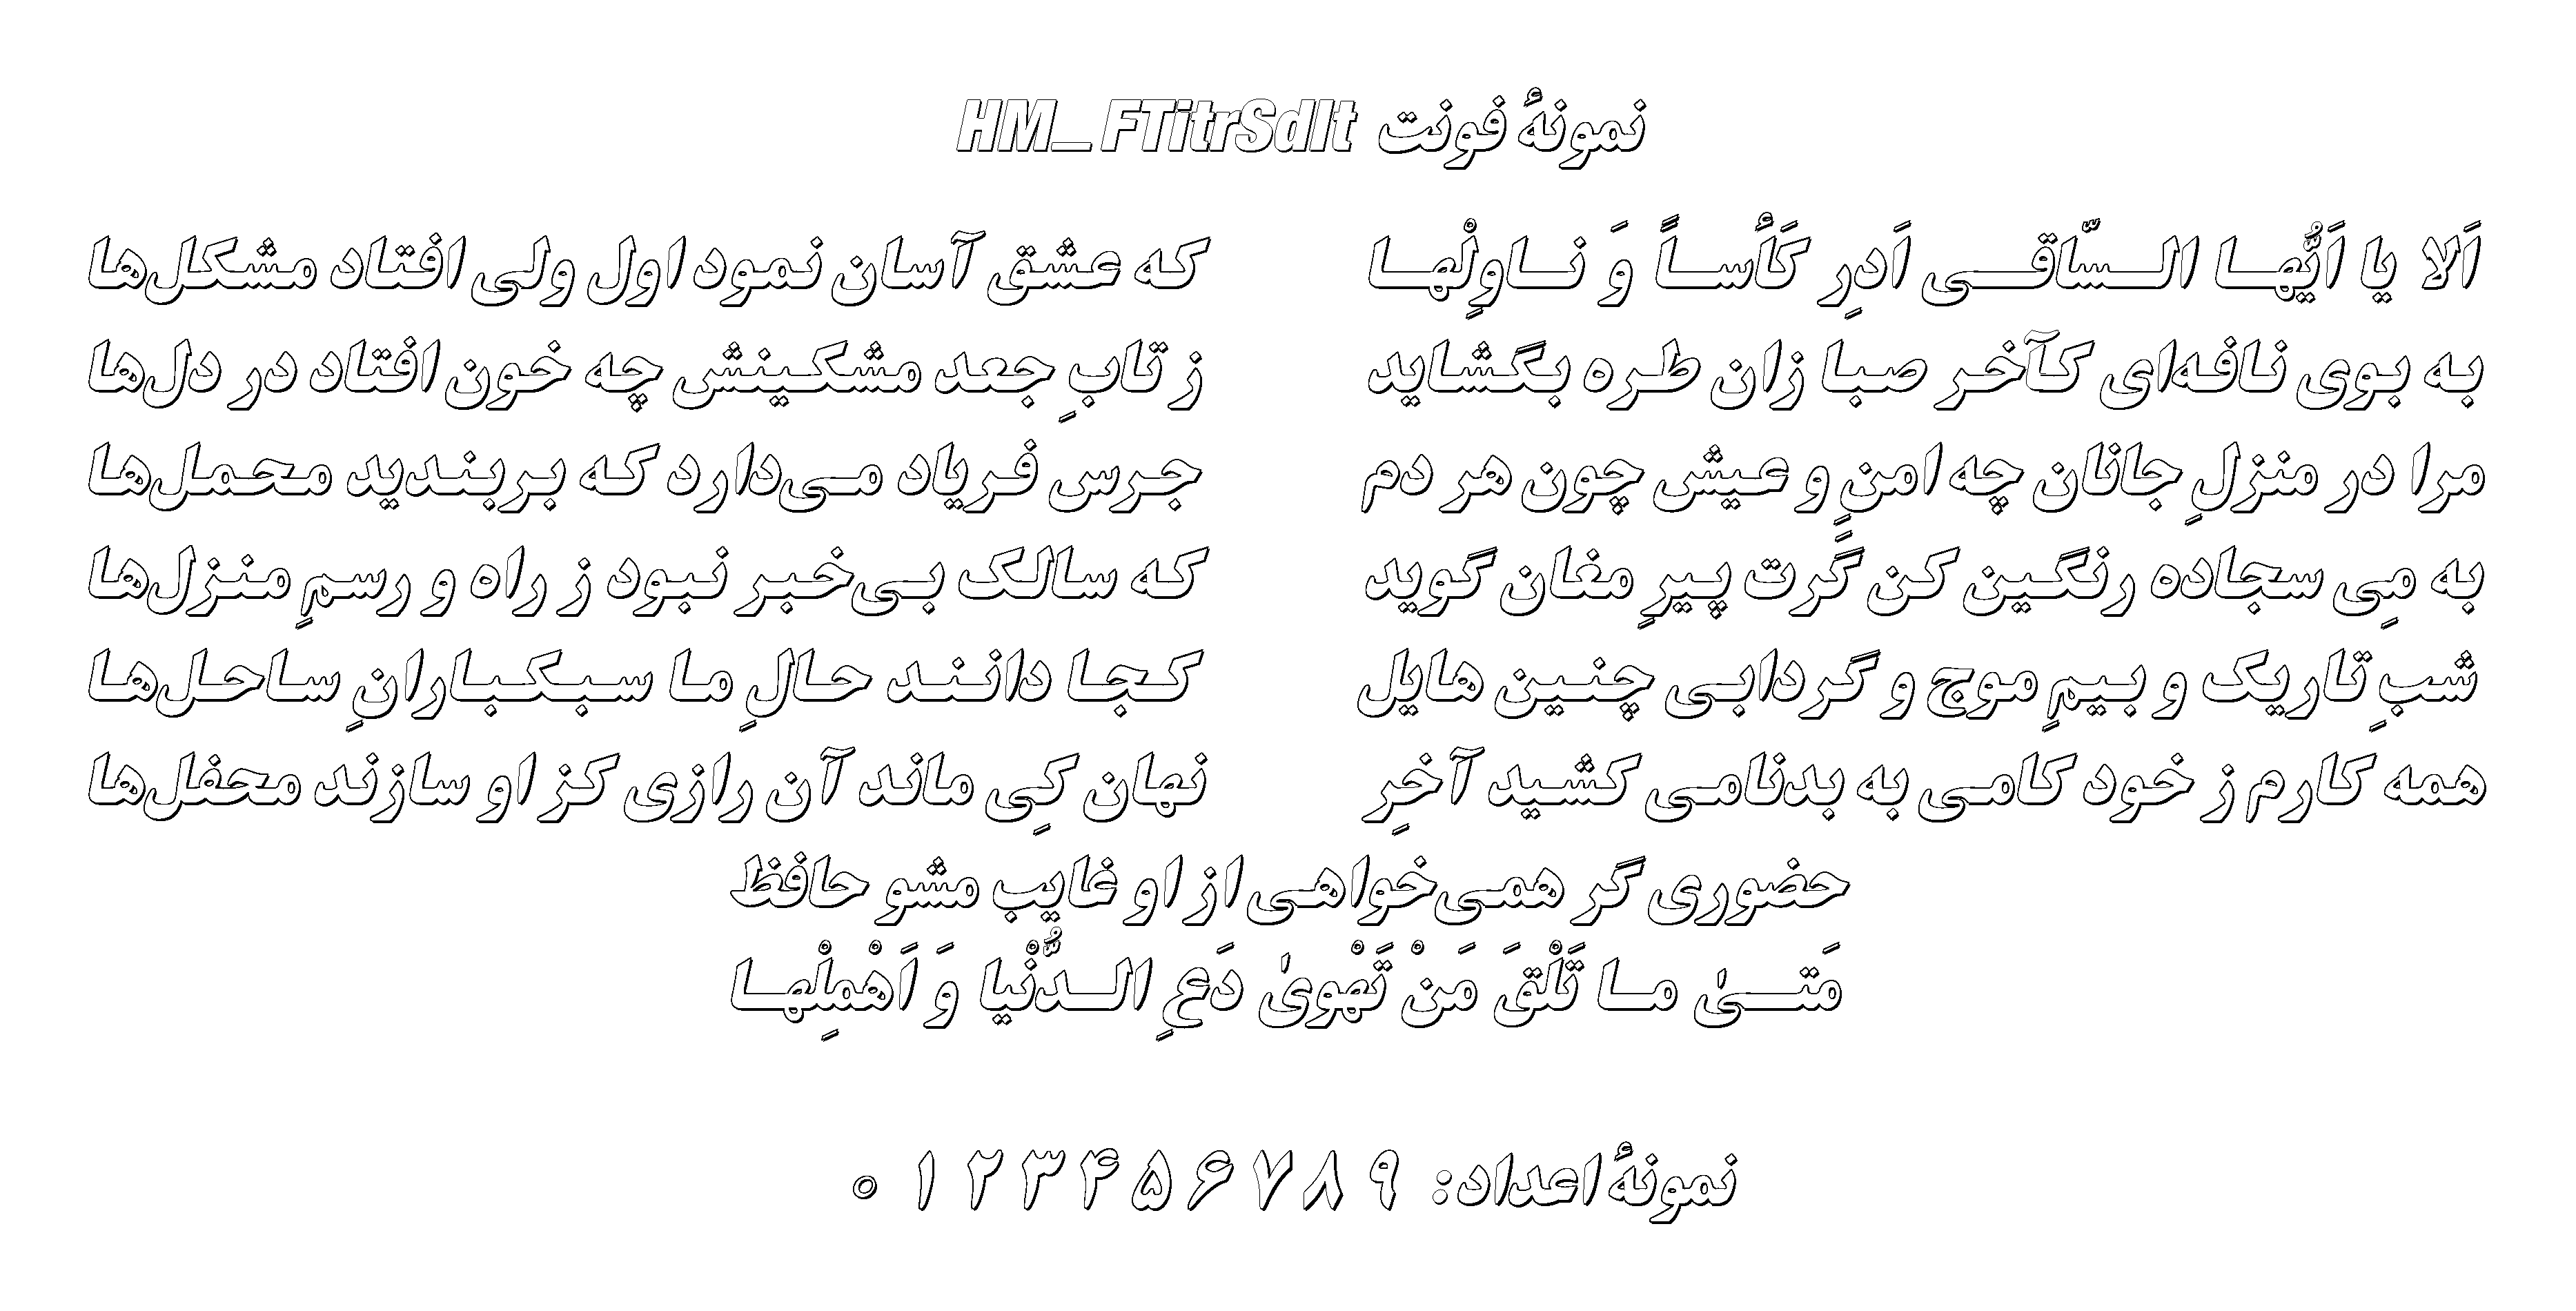 نمونهٔ فونت HM_FTitrSdIt
اَلا یا اَیُّها السّاقی اَدرِ کَأساً وَ ناوِلْها که عشق آسان نمود اول ولی افتاد مشکل‌ها
به بوی نافه‌ای کآخر صبا زان طره بگشاید ز تابِ جعد مشکینش چه خون افتاد در دل‌ها
مرا در منزلِ جانان چه امنِ و عیش چون هر دم جرس فریاد می‌دارد که بربندید محمل‌ها
به مِی سجاده رنگین کن گَرت پیرِ مغان گوید که سالک بی‌خبر نبود ز راه و رسمِ منزل‌ها
شبِ تاریک و بیمِ موج و گردابی چنین هایل کجا دانند حالِ ما سبکبارانِ ساحل‌ها
همه کارم ز خود کامی به بدنامی کشید آخرِ نهان کِی ماند آن رازی کز او سازند محفل‌ها
حضوری گر همی‌خواهی از او غایب مشو حافظ
مَتیٰ ما تَلْقَ مَنْ تَهْویٰ دَعِ الدُّنْیا وَ اَهْمِلْها
نمونهٔ اعداد: ۹ ۸ ۷ ۶ ۵ ۴ ۳ ۲ ۱ ۰